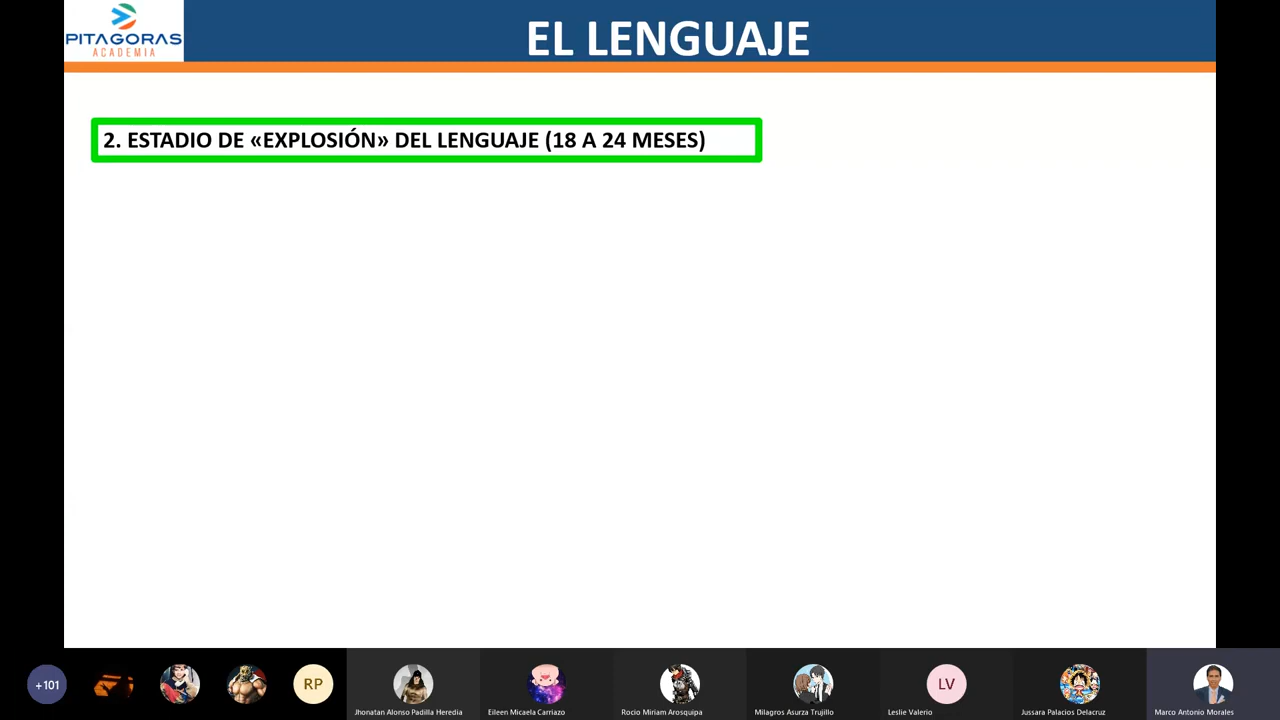 PITAGORAS
ACADEMIA
EL LENGUAJE
2. ESTADIO DE «EXPLOSIÓN» DEL LENGUAJE (18 A 24 MESES)
+101
RP
LV
Jhonatan Alonso Padilla Heredia
Eileen Micaela Carriazo
Rocio Miriam Arosquipa
Milagros Asurza Trujillo
Leslie Valerio
Jussara Palacios Delacruz
Marco Antonio Morales